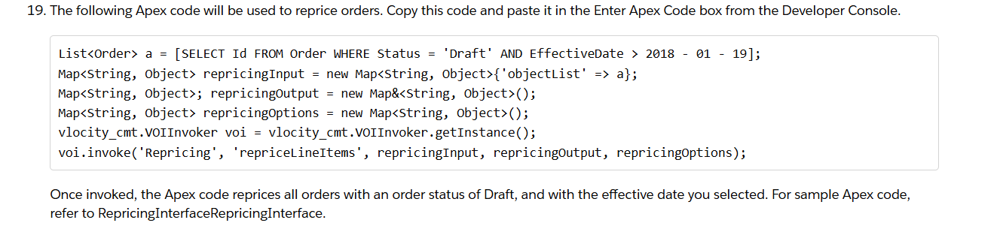 19. The following Apex code will be used to reprice orders. Copy this code and paste it in the Enter Apex Code box from the Developer Console.
List<Order> a = [SELECT Id FROM Order WHERE Status = 'Draft' AND EffectiveDate > 2018 - 01 - 19];
Map<String, Object> repricingInput = new Map<String, Object>{'objectList' => a};
Map<String, Object>; repricingOutput = new Map&<String, Object>();
Map<String, Object> repricingOptions = new Map<String, Object>();
vlocity_cmt.VOIInvoker voi = vlocity_cmt.VOIInvoker.getInstance();
voi.invoke('Repricing', 'repriceLineItems', repricingInput, repricingOutput, repricingOptions);
Once invoked, the Apex code reprices all orders with an order status of Draft, and with the effective date you selected. For sample Apex code,
refer to RepricingInterfaceRepricingInterface.